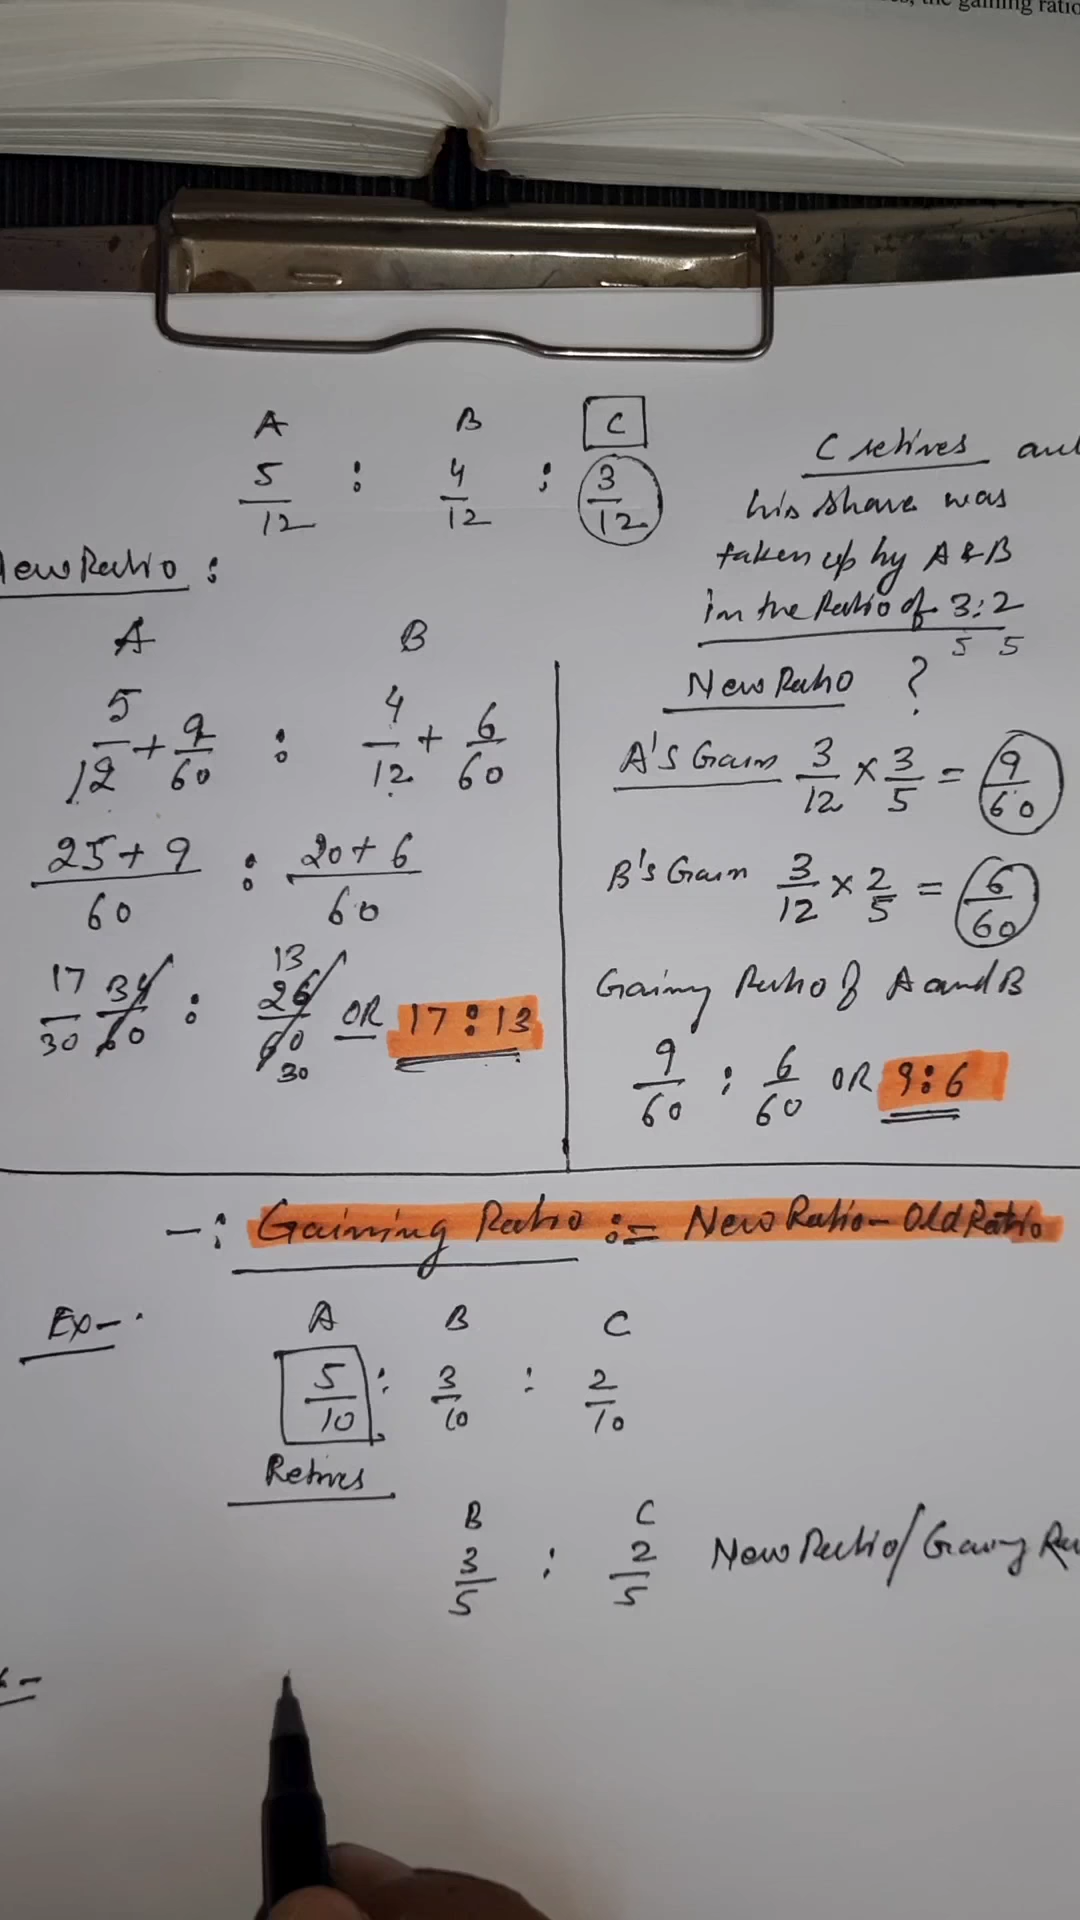 the gaining ratio
A B C
5/12 : 4/12 : 3/12
C retires
his share was
taken up by A & B
in the Ratio of 3:2
5 5
New Ratio ?
A's Gain 3/12 × 3/5 = 9/60
B's Gain 3/12 × 2/5 = 6/60
Gaining Ratio of A and B
9/60 : 6/60 OR 9:6
New Ratio :
A B
5/12 + 9/60 : 4/12 + 6/60
25+9/60 : 20+6/60
17/30 34/60 : 13 26/60 30 OR 17:13
-: Gaining Ratio := New Ratio - Old Ratio
Ex-.
A B C
5/10 : 3/10 : 2/10
Retires
B C
3/5 : 2/5 New Ratio/Gaining